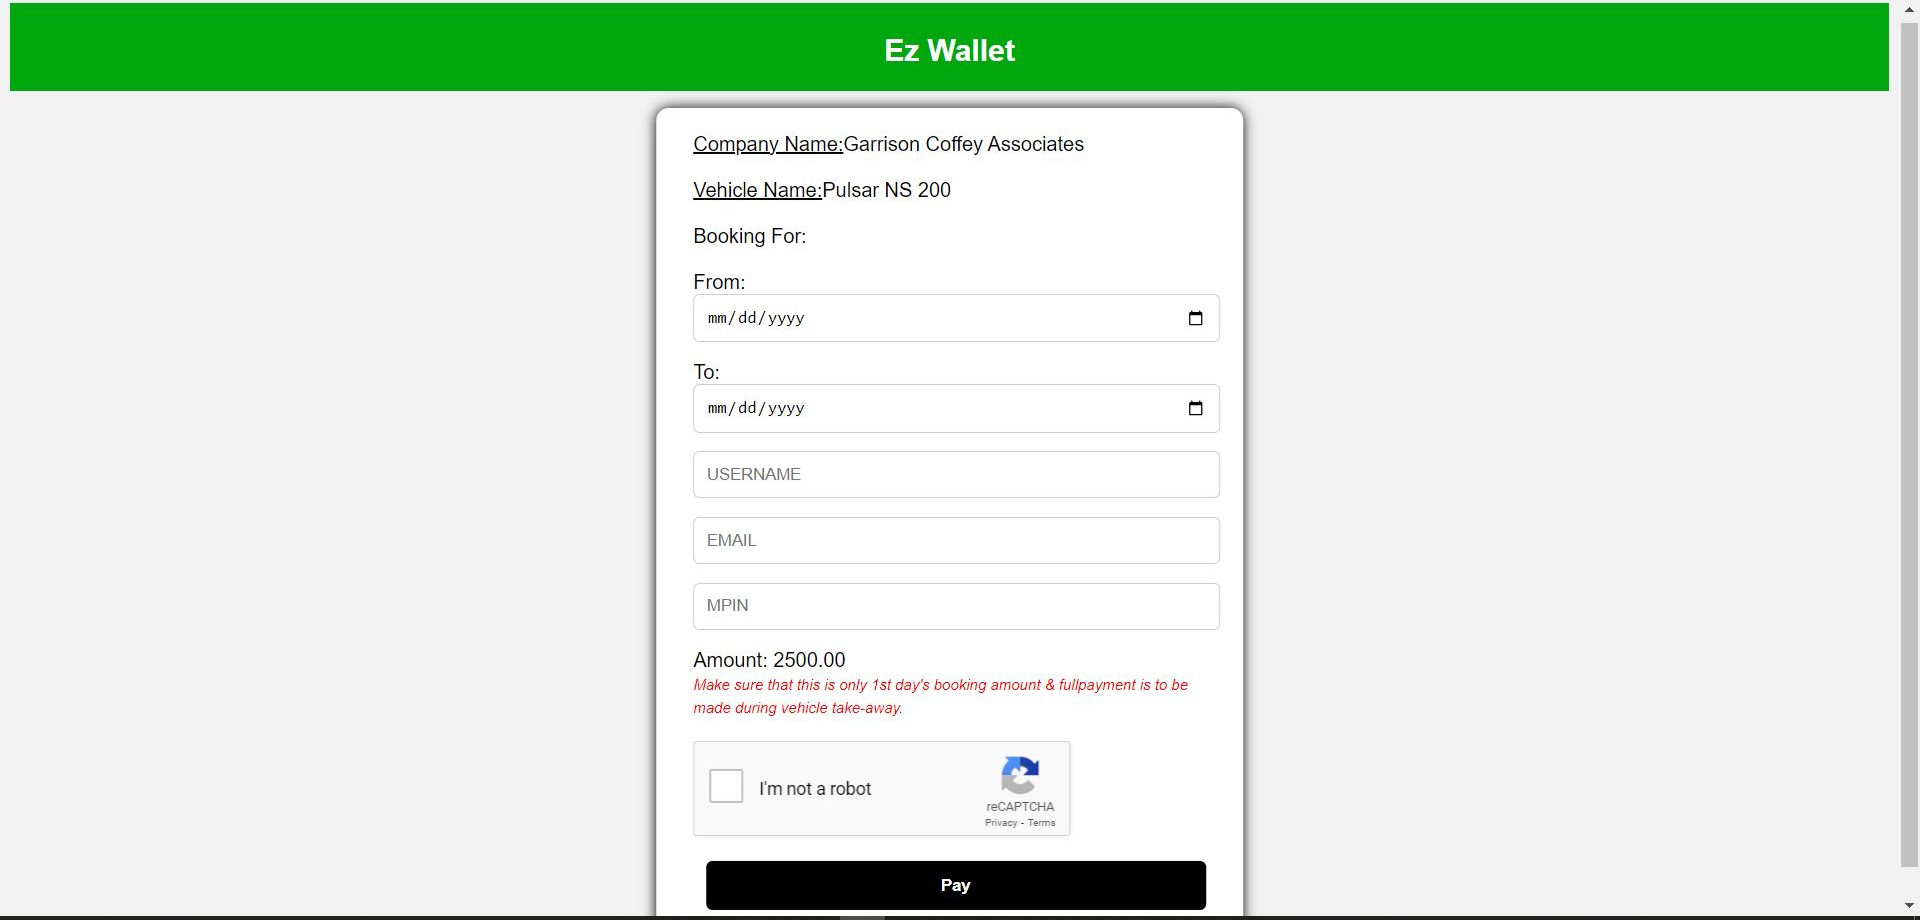 Ez Wallet
Company Name:Garrison Coffey Associates
Vehicle Name:Pulsar NS 200
Booking For:
From:
mm/dd/yyyy
To:
mm/dd/yyyy
USERNAME
EMAIL
MPIN
Amount: 2500.00
Make sure that this is only 1st day's booking amount & fullpayment is to be
made during vehicle take-away.
I'm not a robot
reCAPTCHA
Privacy - Terms
Pay